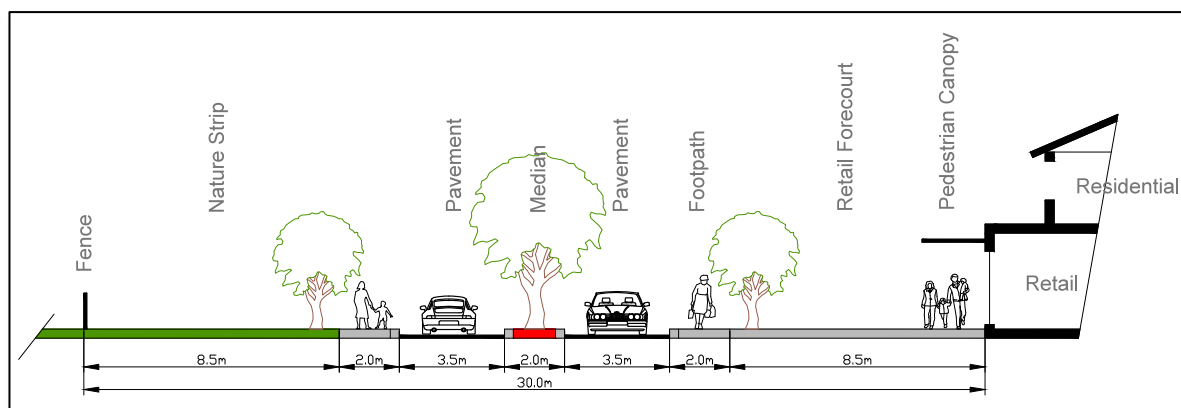 Fence
Nature Strip
Pavement
Median
Pavement
Footpath
Retail Forecourt
Pedestrian Canopy
Residential
Retail
8.5m
2.0m
3.5m
2.0m
3.5m
2.0m
8.5m
30.0m